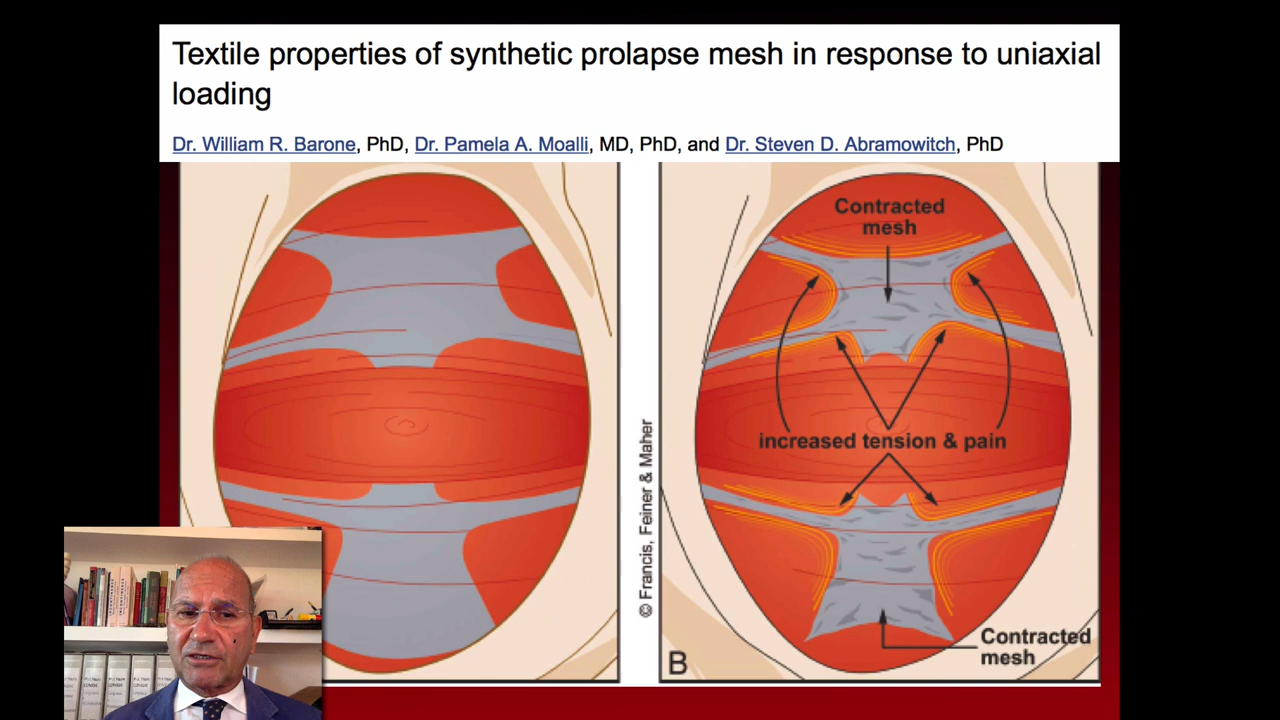 Textile properties of synthetic prolapse mesh in response to uniaxial
loading
Dr. William R. Barone, PhD, Dr. Pamela A. Moalli, MD, PhD, and Dr. Steven D. Abramowitch, PhD
Contracted
mesh
increased tension & pain
© Francis, Feiner & Maher
Contracted
mesh
B